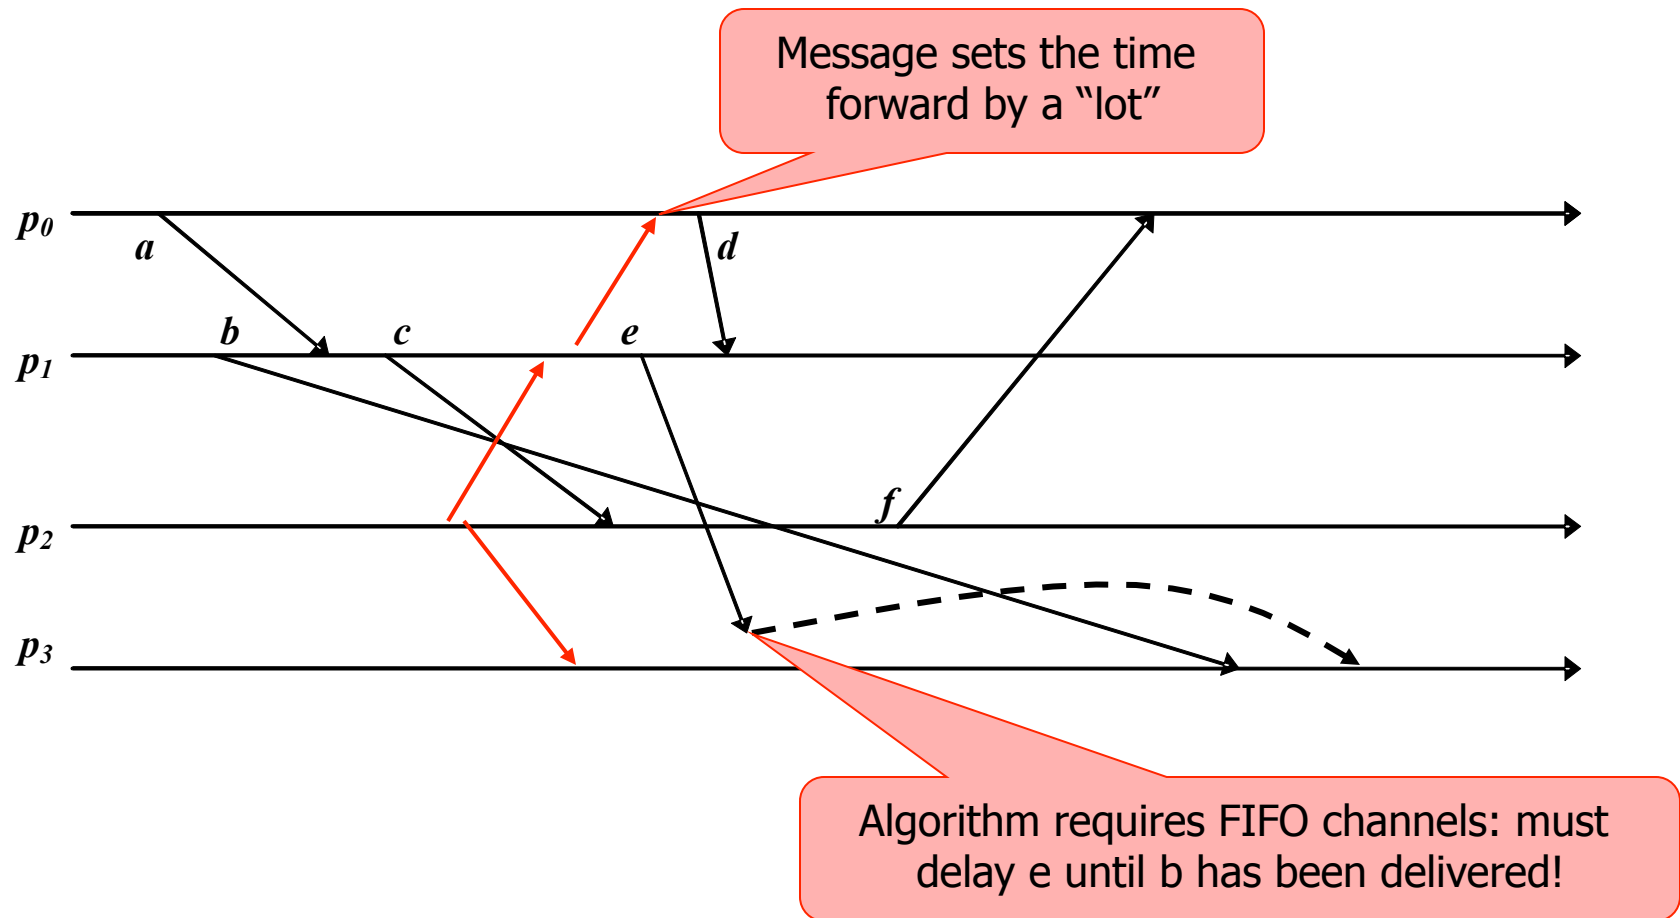 Message sets the time
forward by a “lot”
p0
a
d
b
c
e
p1
f
p2
p3
Algorithm requires FIFO channels: must
delay e until b has been delivered!